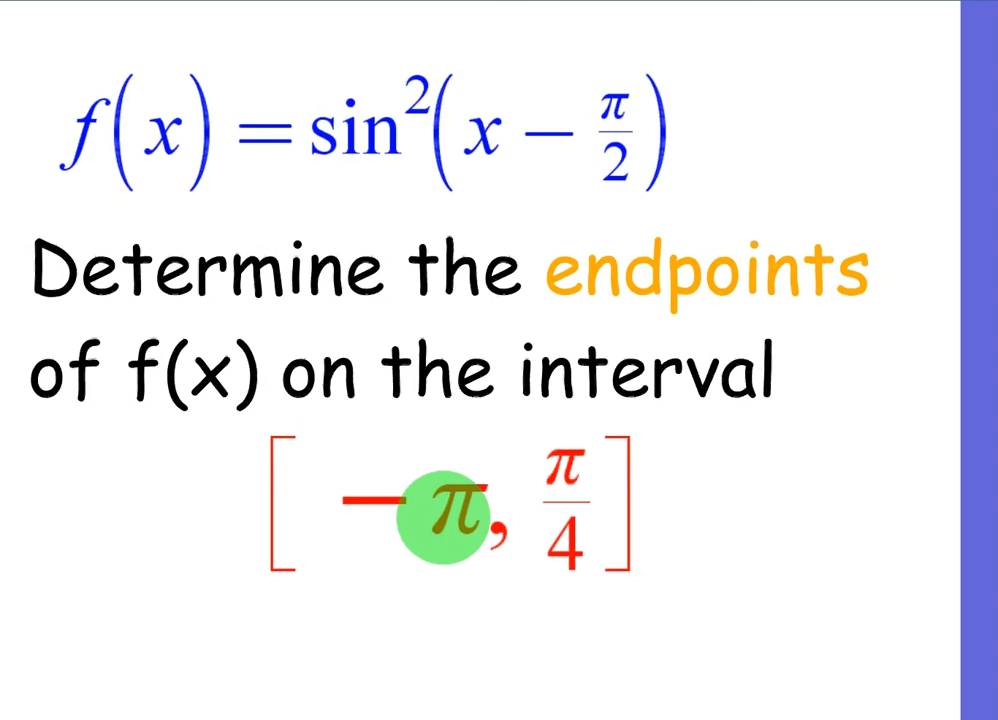 f(x) = sin²(x − π/2)
Determine the endpoints
of f(x) on the interval
[ − π, π/4 ]